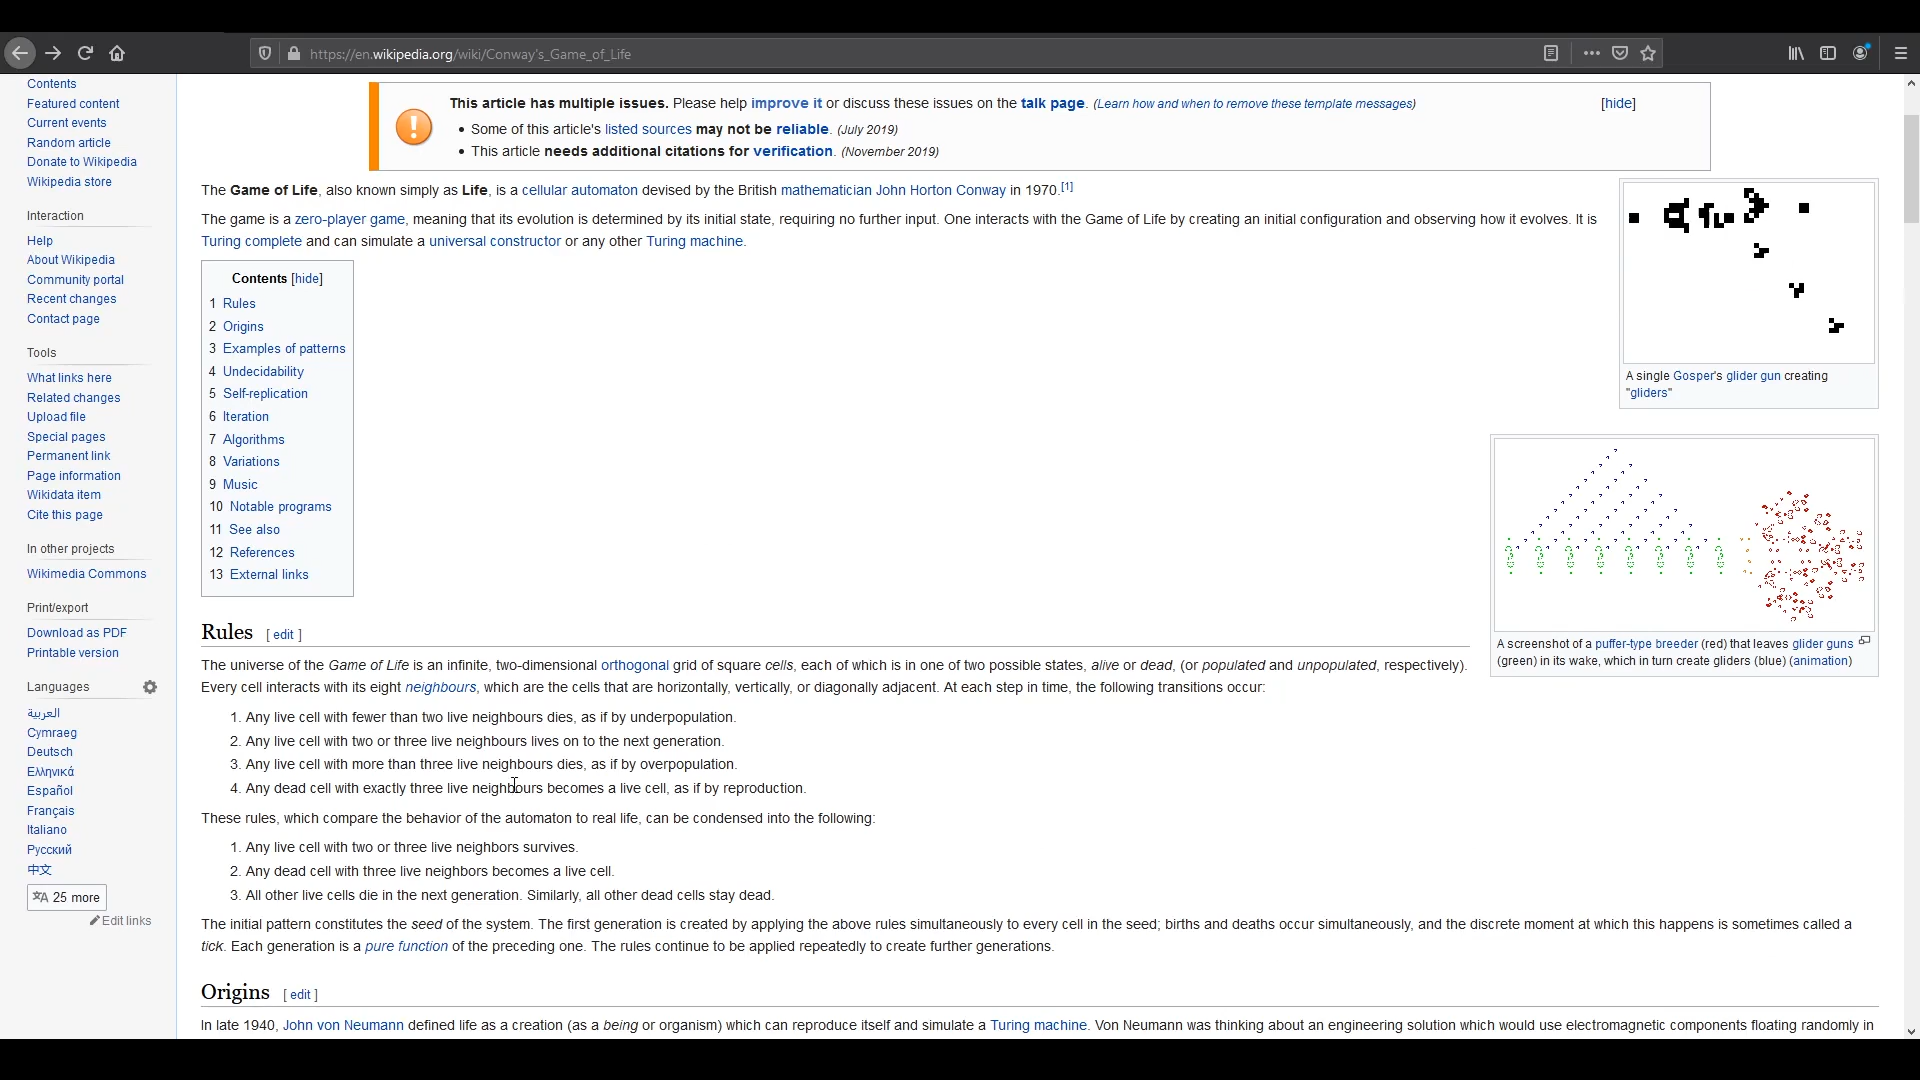 https://en.wikipedia.org/wiki/Conway's_Game_of_Life
Contents
Featured content
Current events
Random article
Donate to Wikipedia
Wikipedia store
Interaction
Help
About Wikipedia
Community portal
Recent changes
Contact page
Tools
What links here
Related changes
Upload file
Special pages
Permanent link
Page information
Wikidata item
Cite this page
In other projects
Wikimedia Commons
Print/export
Download as PDF
Printable version
Languages
العربية
Cymraeg
Deutsch
Ελληνικά
Español
Français
Italiano
Русский
中文
25 more
Edit links
This article has multiple issues. Please help improve it or discuss these issues on the talk page. (Learn how and when to remove these template messages) [hide]
• Some of this article's listed sources may not be reliable. (July 2019)
• This article needs additional citations for verification. (November 2019)
The Game of Life, also known simply as Life, is a cellular automaton devised by the British mathematician John Horton Conway in 1970.[1]
The game is a zero-player game, meaning that its evolution is determined by its initial state, requiring no further input. One interacts with the Game of Life by creating an initial configuration and observing how it evolves. It is
Turing complete and can simulate a universal constructor or any other Turing machine.
Contents [hide]
1 Rules
2 Origins
3 Examples of patterns
4 Undecidability
5 Self-replication
6 Iteration
7 Algorithms
8 Variations
9 Music
10 Notable programs
11 See also
12 References
13 External links
A single Gosper's glider gun creating
"gliders"
A screenshot of a puffer-type breeder (red) that leaves glider guns
(green) in its wake, which in turn create gliders (blue) (animation)
Rules [ edit ]
The universe of the Game of Life is an infinite, two-dimensional orthogonal grid of square cells, each of which is in one of two possible states, alive or dead, (or populated and unpopulated, respectively).
Every cell interacts with its eight neighbours, which are the cells that are horizontally, vertically, or diagonally adjacent. At each step in time, the following transitions occur:
1. Any live cell with fewer than two live neighbours dies, as if by underpopulation.
2. Any live cell with two or three live neighbours lives on to the next generation.
3. Any live cell with more than three live neighbours dies, as if by overpopulation.
4. Any dead cell with exactly three live neighbours becomes a live cell, as if by reproduction.
These rules, which compare the behavior of the automaton to real life, can be condensed into the following:
1. Any live cell with two or three live neighbors survives.
2. Any dead cell with three live neighbors becomes a live cell.
3. All other live cells die in the next generation. Similarly, all other dead cells stay dead.
The initial pattern constitutes the seed of the system. The first generation is created by applying the above rules simultaneously to every cell in the seed; births and deaths occur simultaneously, and the discrete moment at which this happens is sometimes called a
tick. Each generation is a pure function of the preceding one. The rules continue to be applied repeatedly to create further generations.
Origins [ edit ]
In late 1940, John von Neumann defined life as a creation (as a being or organism) which can reproduce itself and simulate a Turing machine. Von Neumann was thinking about an engineering solution which would use electromagnetic components floating randomly in